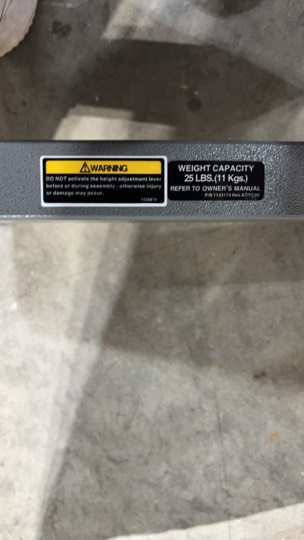 WARNING
DO NOT activate the height adjustment lever
before or during assembly - otherwise injury
or damage may occur.
WEIGHT CAPACITY
25 LBS.(11 Kgs.)
REFER TO OWNER'S MANUAL